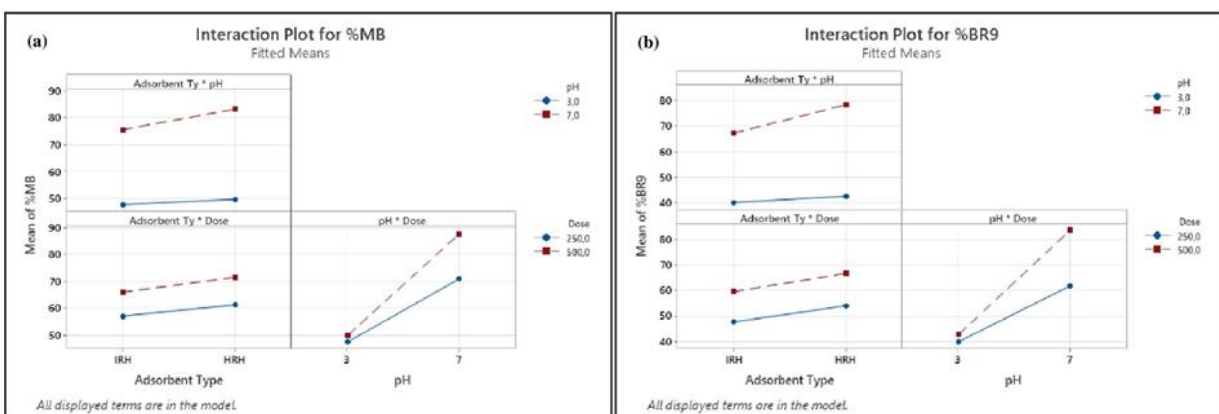 (a)
Interaction Plot for %MB
Fitted Means
Adsorbent Ty * pH
90
80
70
60
50
pH
3,0
7,0
Mean of %MB
Adsorbent Ty * Dose
pH * Dose
90
80
70
60
50
Dose
250,0
500,0
IRH
HRH
3
7
Adsorbent Type
pH
All displayed terms are in the model.
(b)
Interaction Plot for %BR9
Fitted Means
Adsorbent Ty * pH
80
70
60
50
40
pH
3,0
7,0
Mean of %BR9
Adsorbent Ty * Dose
pH * Dose
80
70
60
50
40
Dose
250,0
500,0
IRH
HRH
3
7
Adsorbent Type
pH
All displayed terms are in the model.